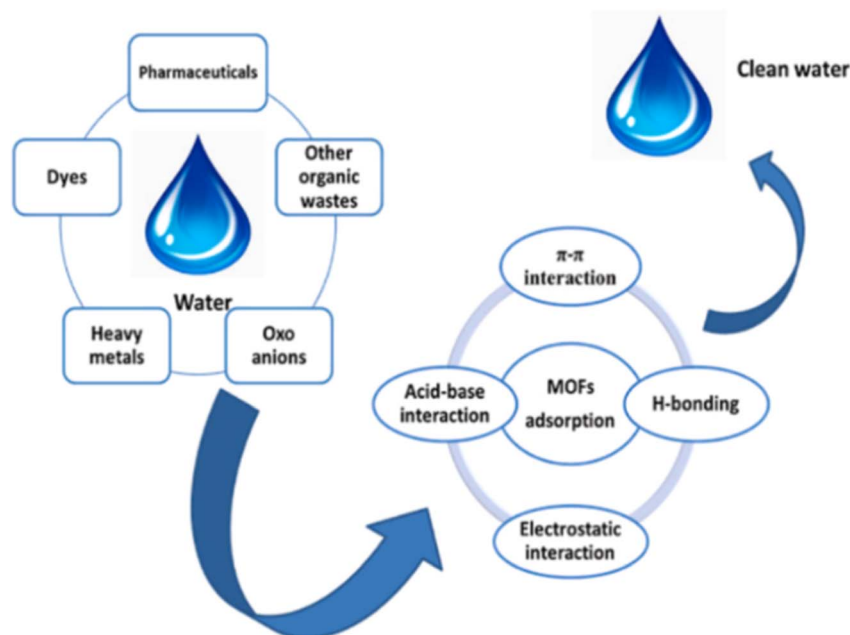 Pharmaceuticals
Dyes
Other
organic
wastes
Water
Heavy
metals
Oxo
anions
Clean water
π-π
interaction
Acid-base
interaction
MOFs
adsorption
H-bonding
Electrostatic
interaction